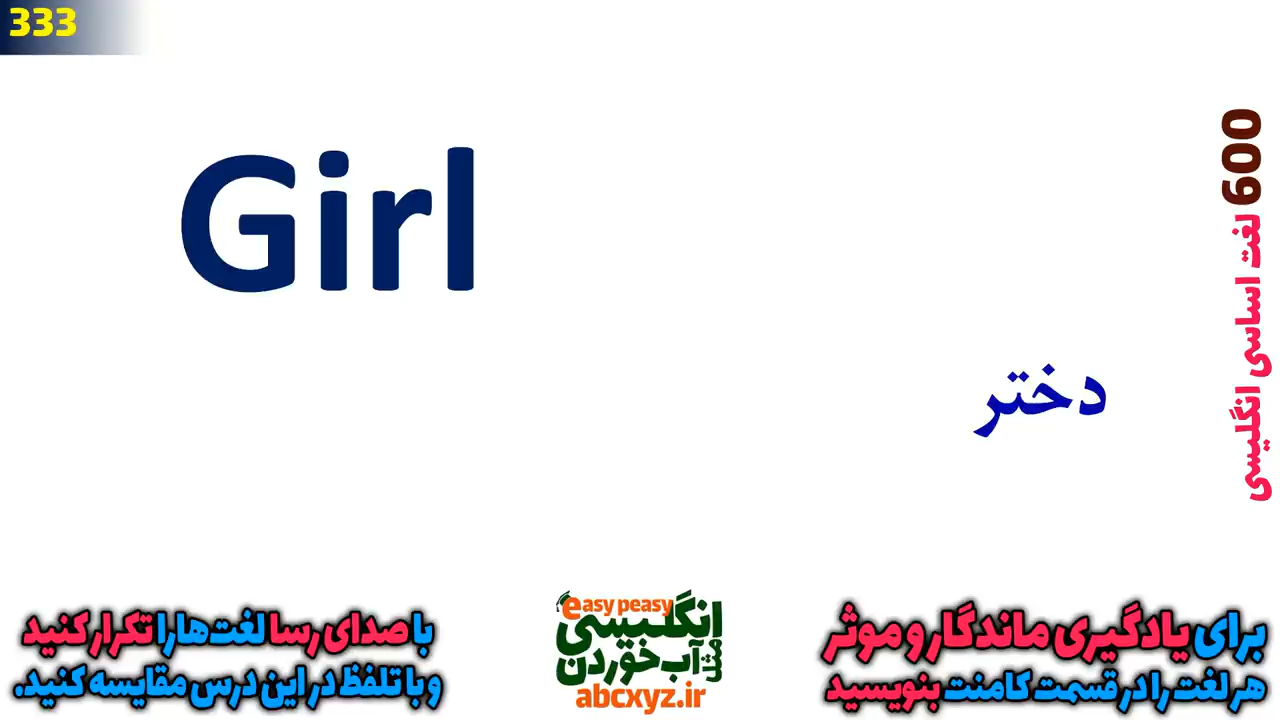 333
Girl
دختر
600 لغت اساسی انگلیسی
برای یادگیری ماندگار و موثر
هر لغت را در قسمت کامنت بنویسید
easy peasy
انگلیسی
مثل آب خوردن
abcxyz.ir
با صدای رسا لغت‌ها را تکرار کنید
و با تلفظ در این درس مقایسه کنید.